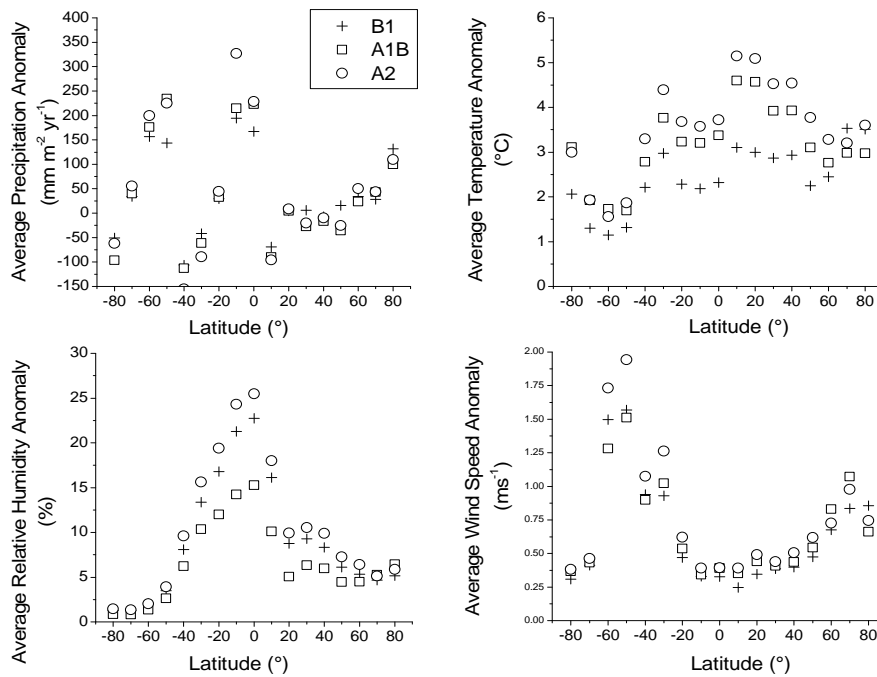 400
350
300
250
200
150
100
50
0
-50
-100
-150
Average Precipitation Anomaly
(mm m⁻² yr⁻¹)
-80 -60 -40 -20 0 20 40 60 80
Latitude (°)
B1
A1B
A2
6
5
4
3
2
1
0
Average Temperature Anomaly
(°C)
-80 -60 -40 -20 0 20 40 60 80
Latitude (°)
30
25
20
15
10
5
0
Average Relative Humidity Anomaly
(%)
-80 -60 -40 -20 0 20 40 60 80
Latitude (°)
2.00
1.75
1.50
1.25
1.00
0.75
0.50
0.25
0.00
Average Wind Speed Anomaly
(ms⁻¹)
-80 -60 -40 -20 0 20 40 60 80
Latitude (°)